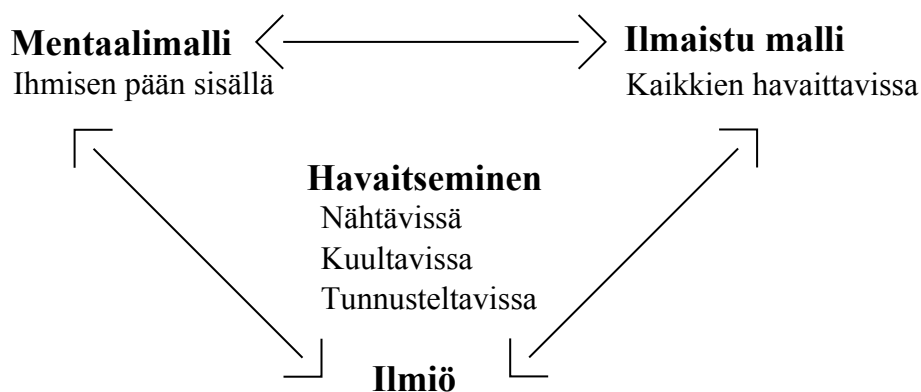 Mentaalimalli
Ihmisen pään sisällä
Ilmaistu malli
Kaikkien havaittavissa
Havaitseminen
Nähtävissä
Kuultavissa
Tunnusteltavissa
Ilmiö